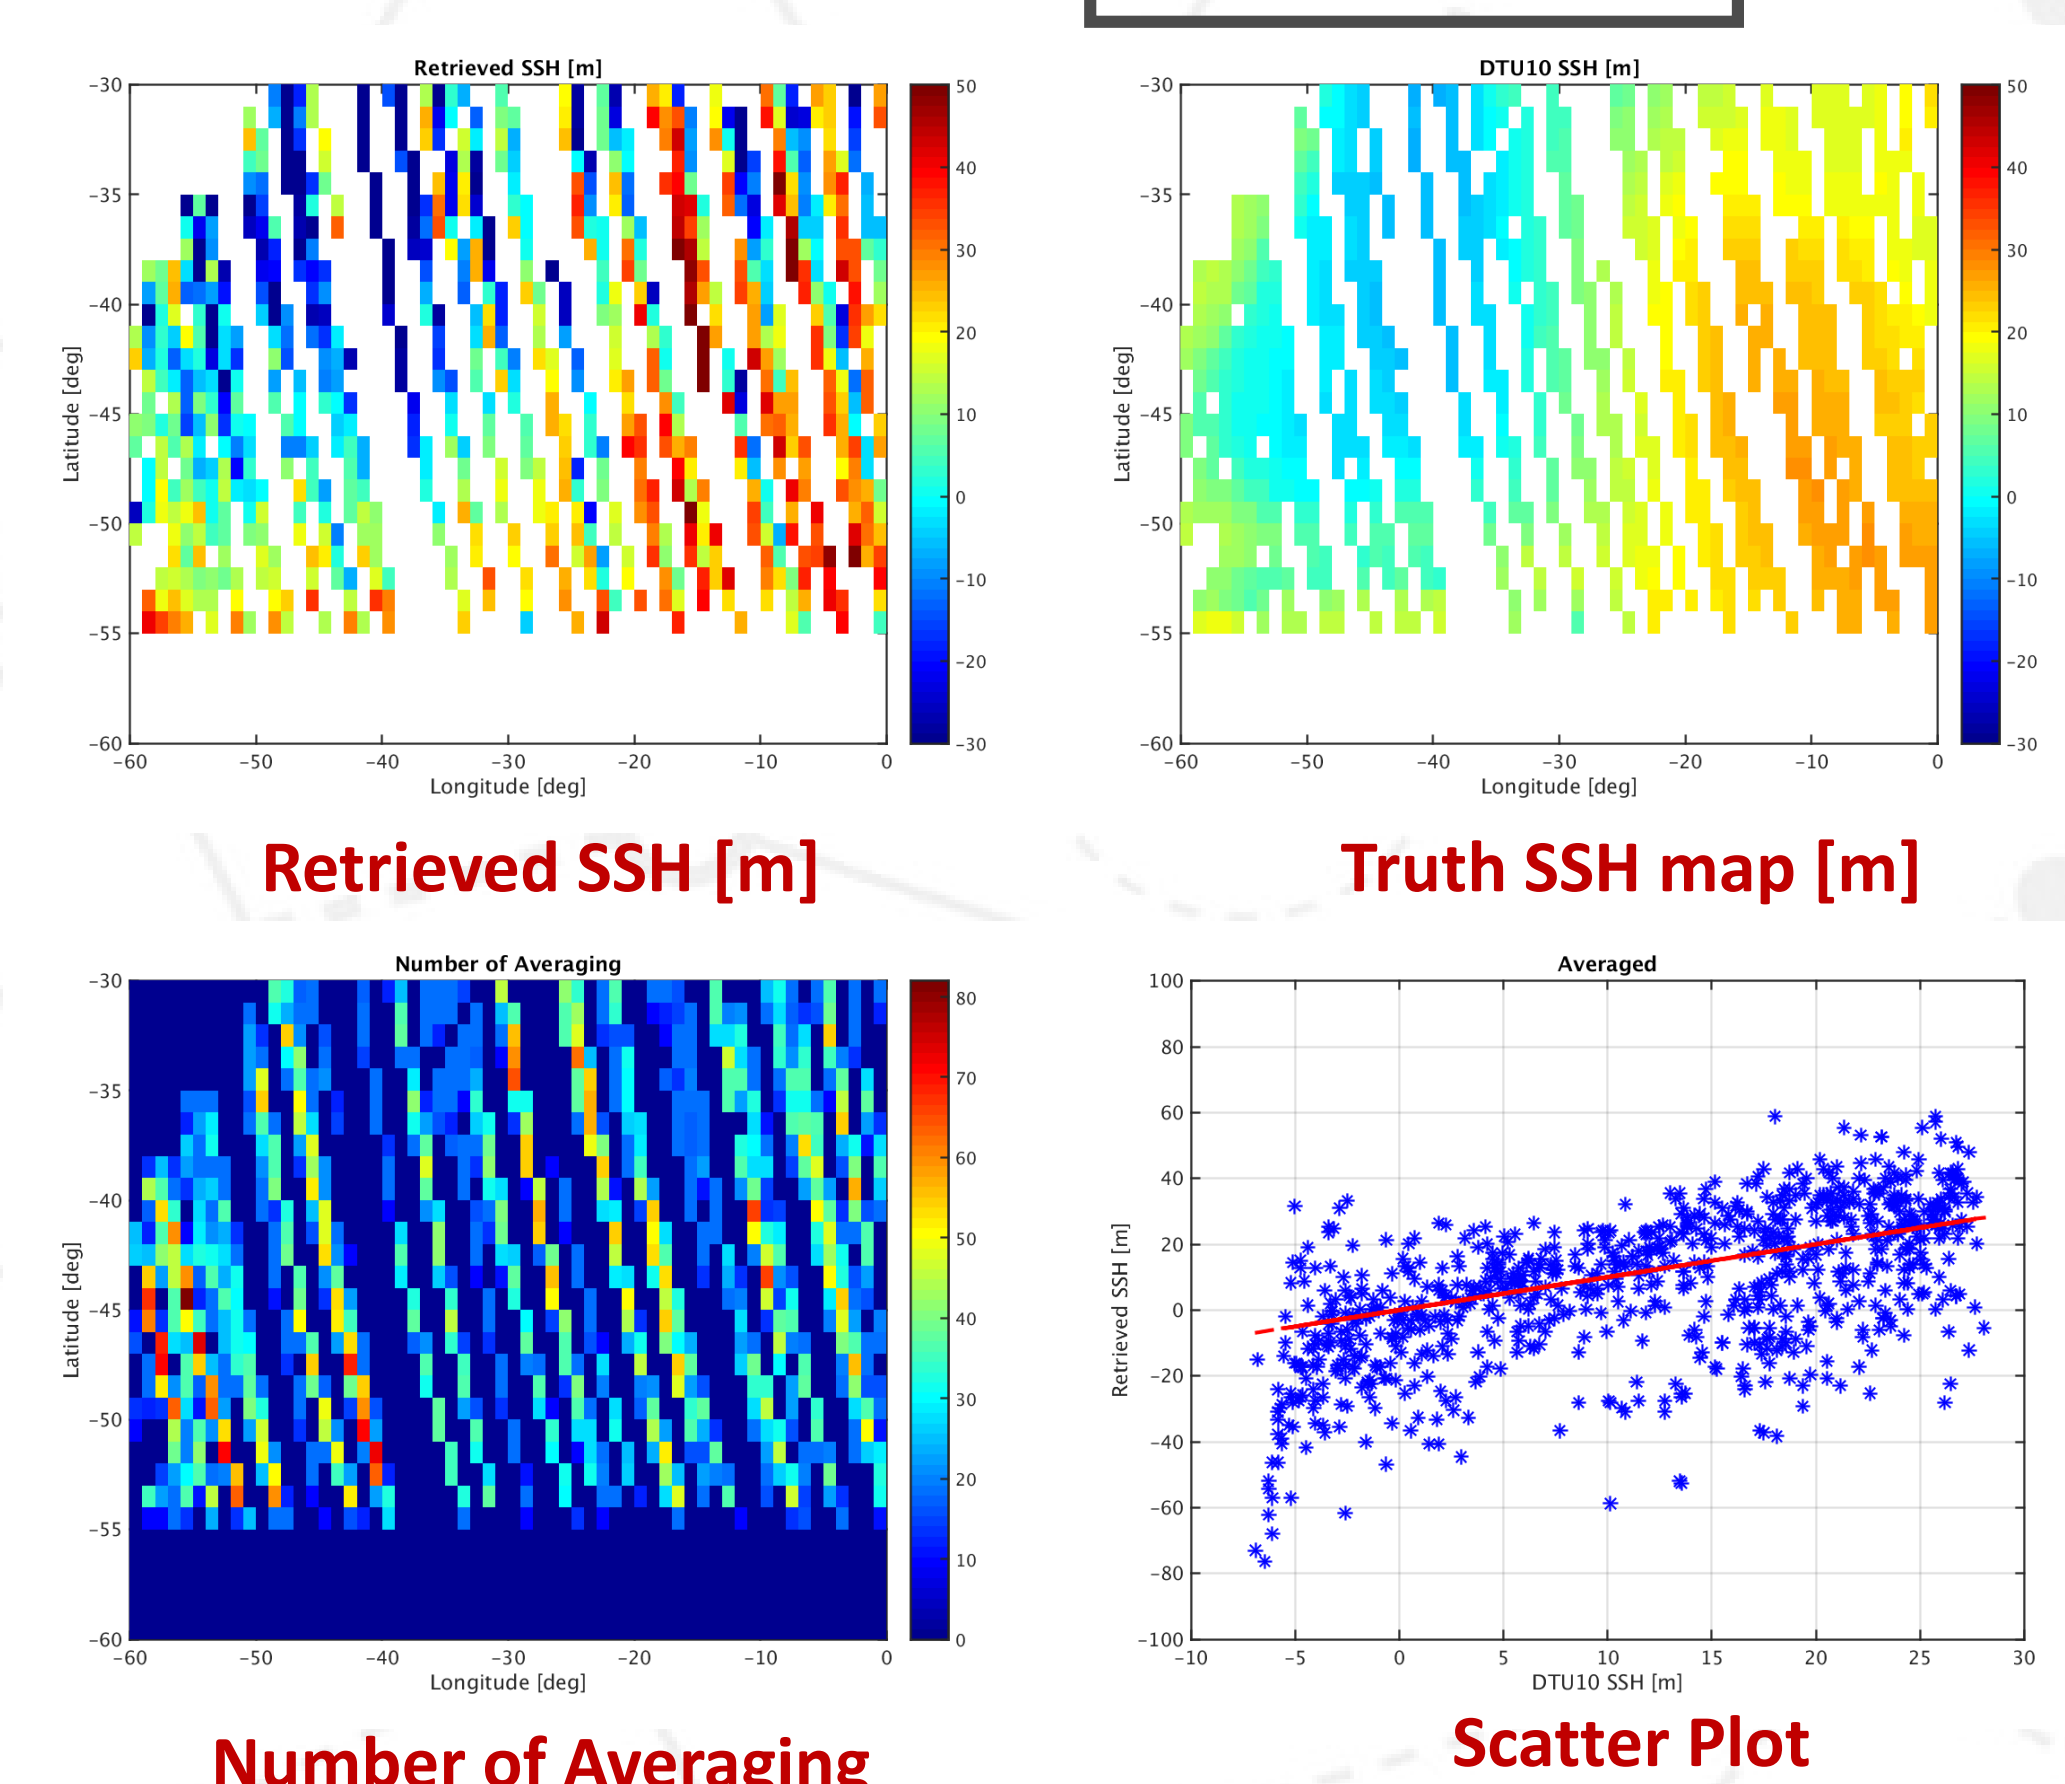 Retrieved SSH [m]
−30
−35
−40
−45
−50
−55
−60
−60 −50 −40 −30 −20 −10 0
Latitude [deg]
Longitude [deg]
50
40
30
20
10
0
−10
−20
−30
Retrieved SSH [m]
DTU10 SSH [m]
−30
−35
−40
−45
−50
−55
−60
−60 −50 −40 −30 −20 −10 0
Latitude [deg]
Longitude [deg]
50
40
30
20
10
0
−10
−20
−30
Truth SSH map [m]
Number of Averaging
−30
−35
−40
−45
−50
−55
−60
−60 −50 −40 −30 −20 −10 0
Latitude [deg]
Longitude [deg]
80
70
60
50
40
30
20
10
0
Number of Averaging
Averaged
100
80
60
40
20
0
−20
−40
−60
−80
−100
−10 −5 0 5 10 15 20 25 30
Retrieved SSH [m]
DTU10 SSH [m]
Scatter Plot